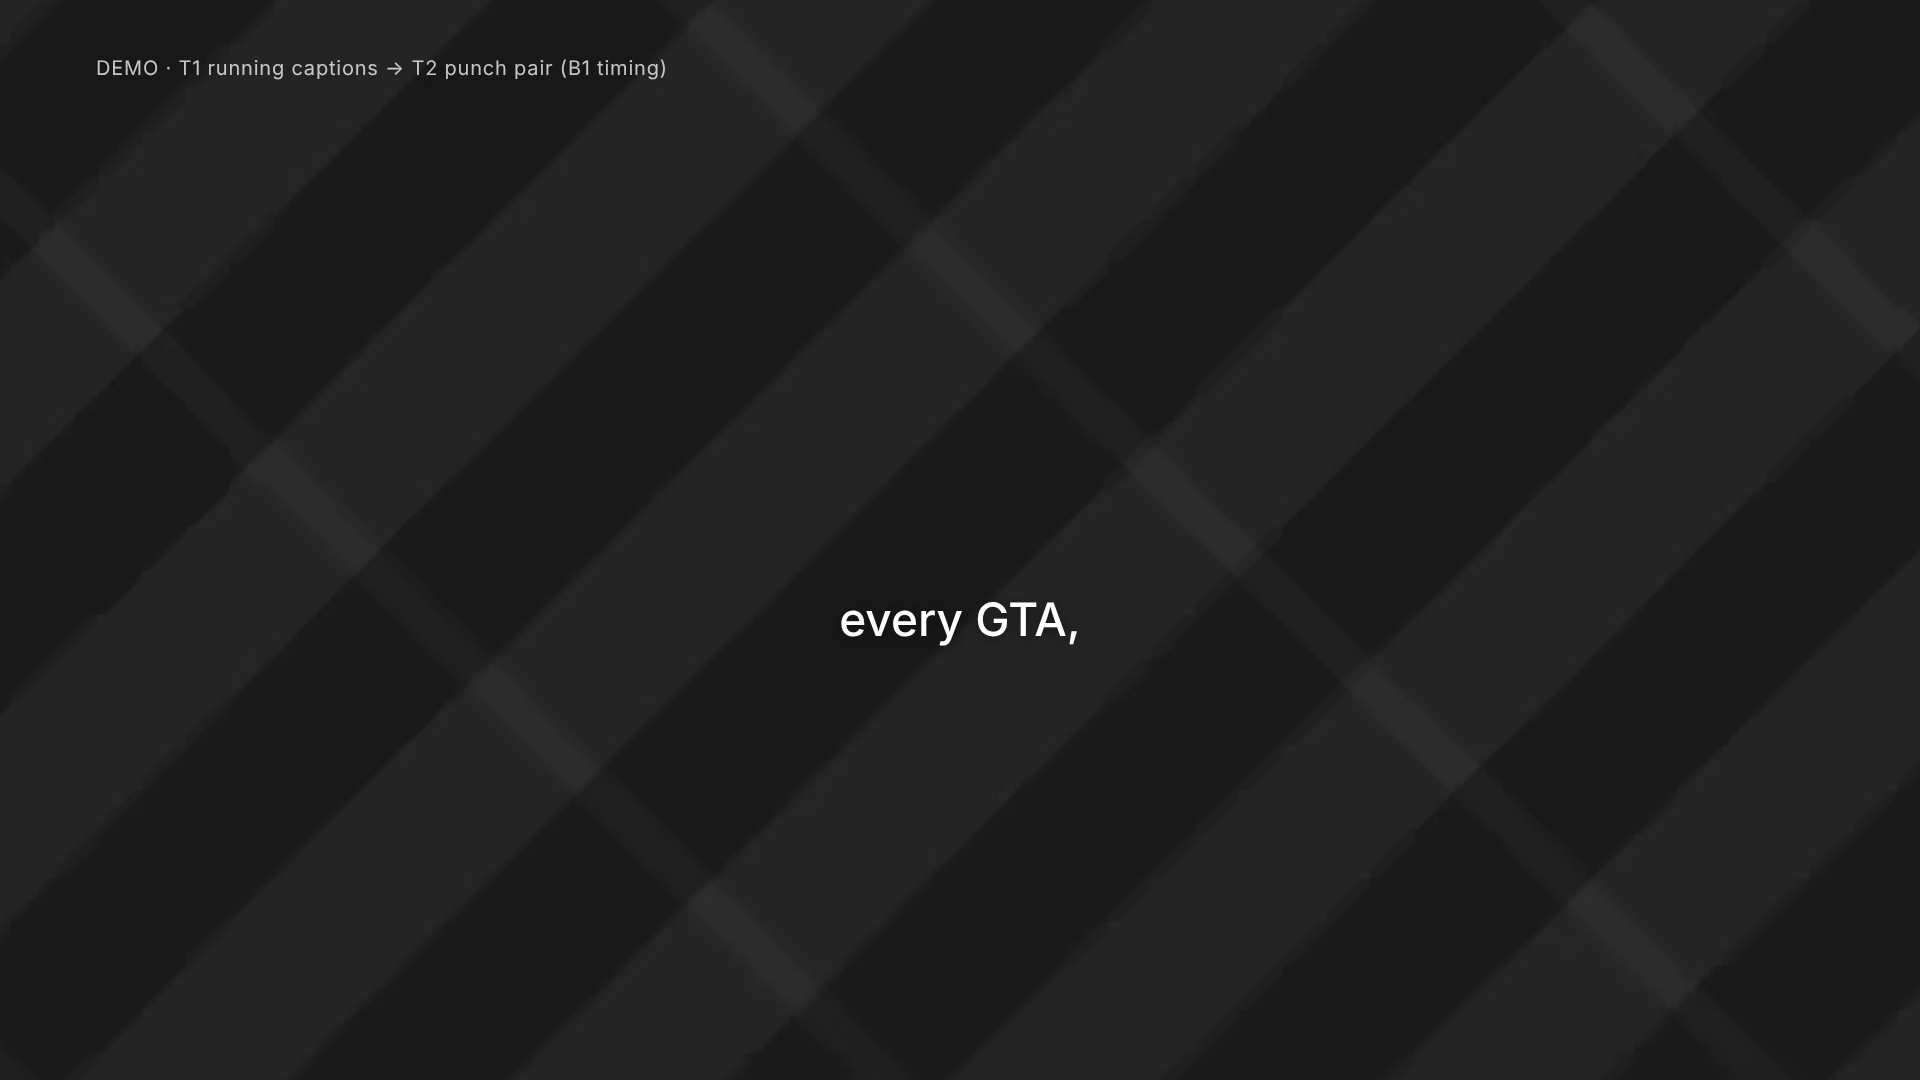 DEMO · T1 running captions → T2 punch pair (B1 timing)
every GTA,